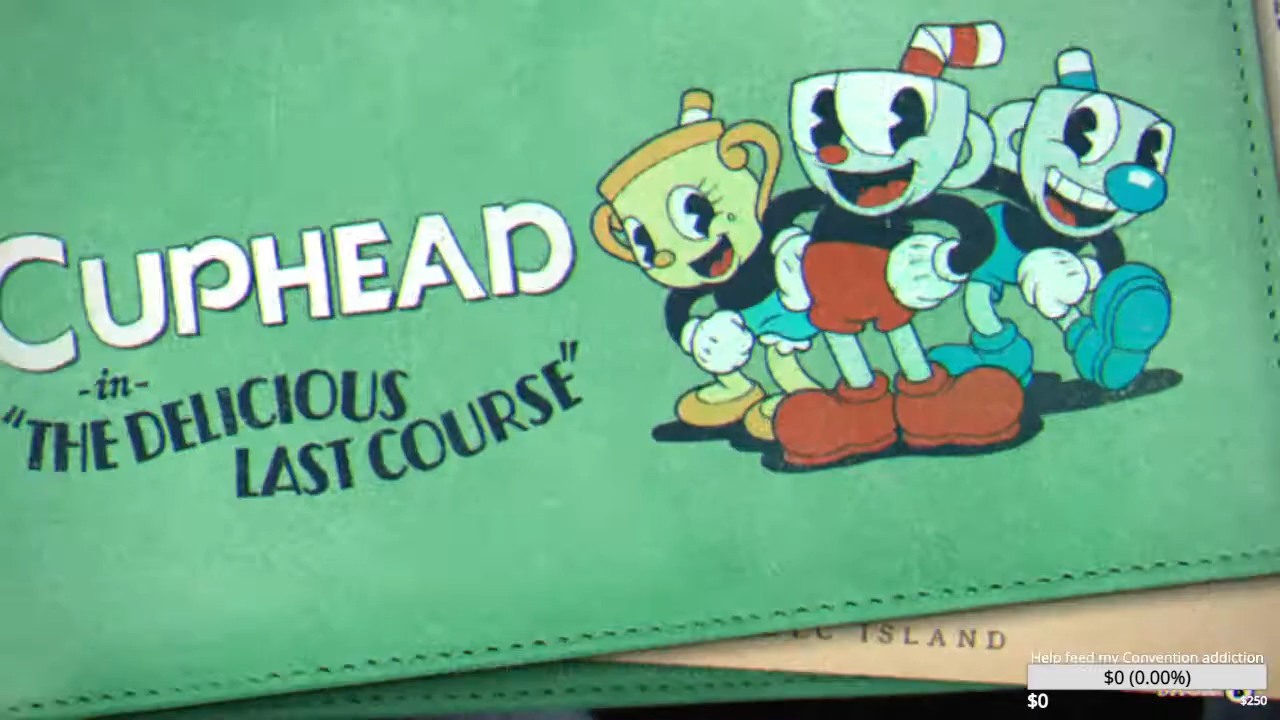 CUPHEAD
-in-
"THE DELICIOUS
LAST COURSE"
ISLAND
Help feed my Convention addiction
$0 (0.00%)
$0
$250